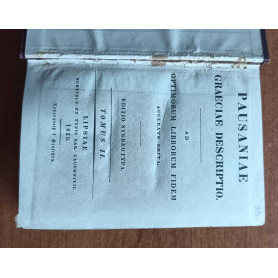 PAUSANIAE
GRAECIAE DESCRIPTIO.
AD
OPTIMORUM LIBRORUM FIDEM
ACCURATE EDITA.
TOMUS II.
EDITIO STEREOTYPA.
LIPSIAE
SUMTIBUS ET TYPIS CAR. TAUCHNITII.
1829.